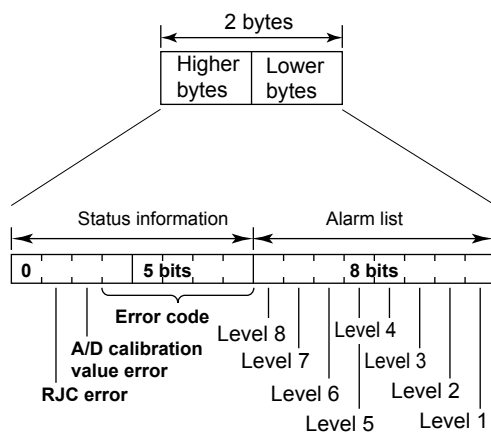 2 bytes
Higher bytes
Lower bytes
Status information
Alarm list
0
5 bits
8 bits
Error code
A/D calibration value error
RJC error
Level 8
Level 7
Level 6
Level 5
Level 4
Level 3
Level 2
Level 1